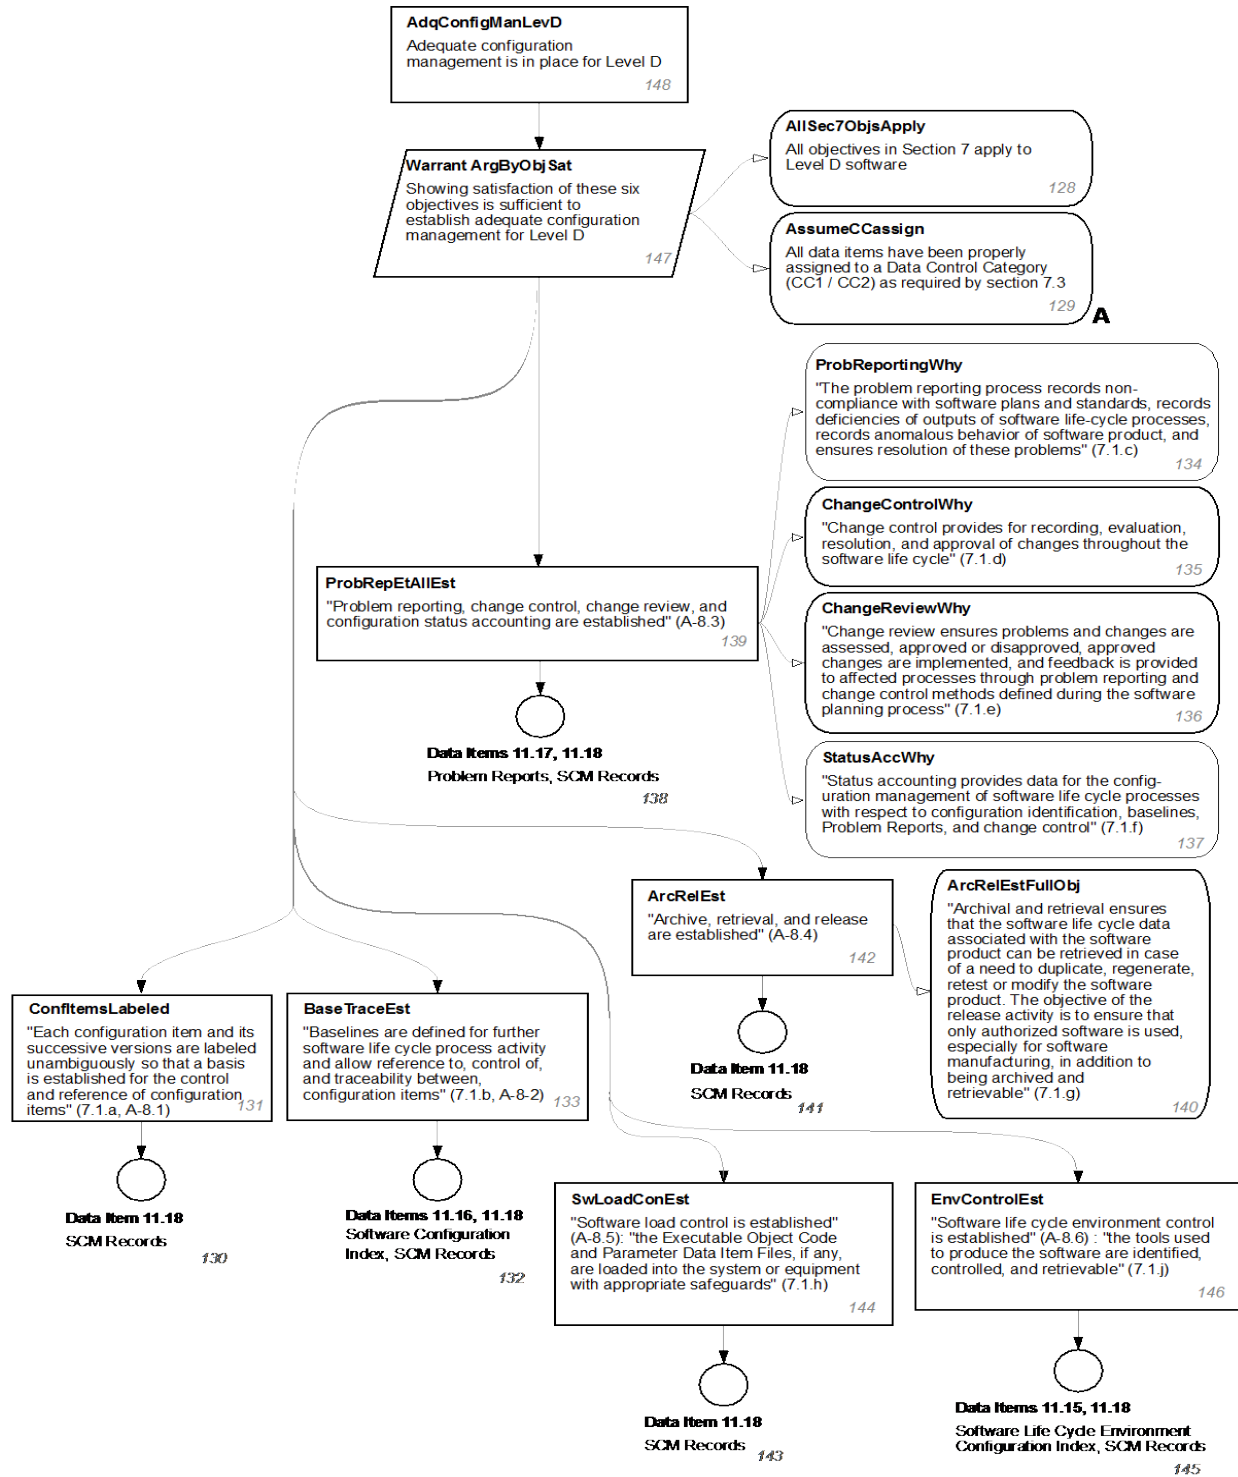 AdqConfigManLevD
Adequate configuration
management is in place for Level D
148
Warrant ArgByObjSat
Showing satisfaction of these six
objectives is sufficient to
establish adequate configuration
management for Level D
147
AllSec7ObjsApply
All objectives in Section 7 apply to
Level D software
128
AssumeCCassign
All data items have been properly
assigned to a Data Control Category
(CC1 / CC2) as required by section 7.3
129
A
ProbReportingWhy
"The problem reporting process records non-
compliance with software plans and standards, records
deficiencies of outputs of software life-cycle processes,
records anomalous behavior of software product, and
ensures resolution of these problems" (7.1.c)
134
ChangeControlWhy
"Change control provides for recording, evaluation,
resolution, and approval of changes throughout the
software life cycle" (7.1.d)
135
ProbRepEtAllEst
"Problem reporting, change control, change review, and
configuration status accounting are established" (A-8.3)
139
ChangeReviewWhy
"Change review ensures problems and changes are
assessed, approved or disapproved, approved
changes are implemented, and feedback is provided
to affected processes through problem reporting and
change control methods defined during the software
planning process" (7.1.e)
136
Data Items 11.17, 11.18
Problem Reports, SCM Records
138
StatusAccWhy
"Status accounting provides data for the config-
uration management of software life cycle processes
with respect to configuration identification, baselines,
Problem Reports, and change control" (7.1.f)
137
ArcRelEst
"Archive, retrieval, and release
are established" (A-8.4)
142
ArcRelEstFullObj
"Archival and retrieval ensures
that the software life cycle data
associated with the software
product can be retrieved in case
of a need to duplicate, regenerate,
retest or modify the software
product. The objective of the
release activity is to ensure that
only authorized software is used,
especially for software
manufacturing, in addition to
being archived and
retrievable" (7.1.g)
140
Data Item 11.18
SCM Records
141
ConfItemsLabeled
"Each configuration item and its
successive versions are labeled
unambiguously so that a basis
is established for the control
and reference of configuration
items" (7.1.a, A-8.1)
131
BaseTraceEst
"Baselines are defined for further
software life cycle process activity
and allow reference to, control of,
and traceability between,
configuration items" (7.1.b, A-8-2)
133
Data Item 11.18
SCM Records
130
Data Items 11.16, 11.18
Software Configuration
Index, SCM Records
132
SwLoadConEst
"Software load control is established"
(A-8.5): "the Executable Object Code
and Parameter Data Item Files, if any,
are loaded into the system or equipment
with appropriate safeguards" (7.1.h)
144
EnvControlEst
"Software life cycle environment control
is established" (A-8.6) : "the tools used
to produce the software are identified,
controlled, and retrievable" (7.1.j)
146
Data Item 11.18
SCM Records
143
Data Items 11.15, 11.18
Software Life Cycle Environment
Configuration Index, SCM Records
145